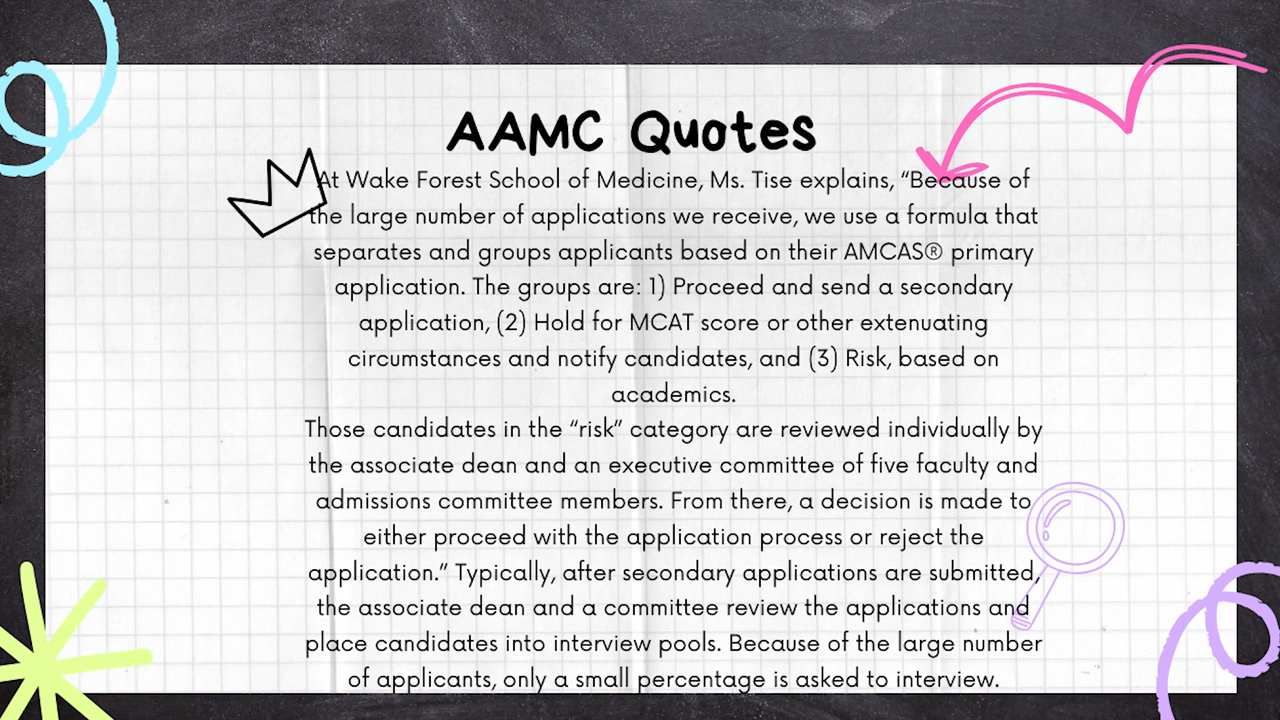 AAMC Quotes
At Wake Forest School of Medicine, Ms. Tise explains, “Because of
the large number of applications we receive, we use a formula that
separates and groups applicants based on their AMCAS® primary
application. The groups are: 1) Proceed and send a secondary
application, (2) Hold for MCAT score or other extenuating
circumstances and notify candidates, and (3) Risk, based on
academics.
Those candidates in the “risk” category are reviewed individually by
the associate dean and an executive committee of five faculty and
admissions committee members. From there, a decision is made to
either proceed with the application process or reject the
application.” Typically, after secondary applications are submitted,
the associate dean and a committee review the applications and
place candidates into interview pools. Because of the large number
of applicants, only a small percentage is asked to interview.